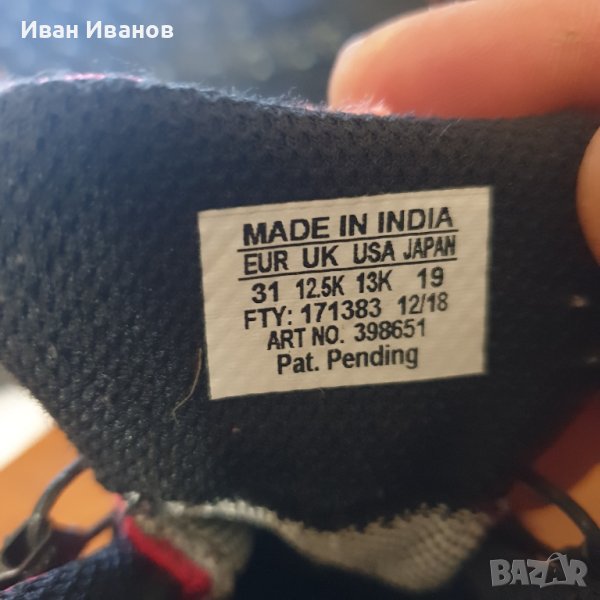 Иван Иванов
MADE IN INDIA
EUR UK USA JAPAN
31 12.5K 13K 19
FTY: 171383 12/18
ART NO. 398651
Pat. Pending
BAZAR